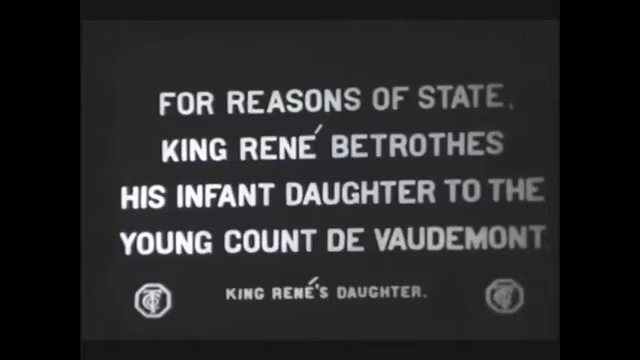 FOR REASONS OF STATE,
KING RENÉ BETROTHES
HIS INFANT DAUGHTER TO THE
YOUNG COUNT DE VAUDEMONT.
KING RENÉ'S DAUGHTER.